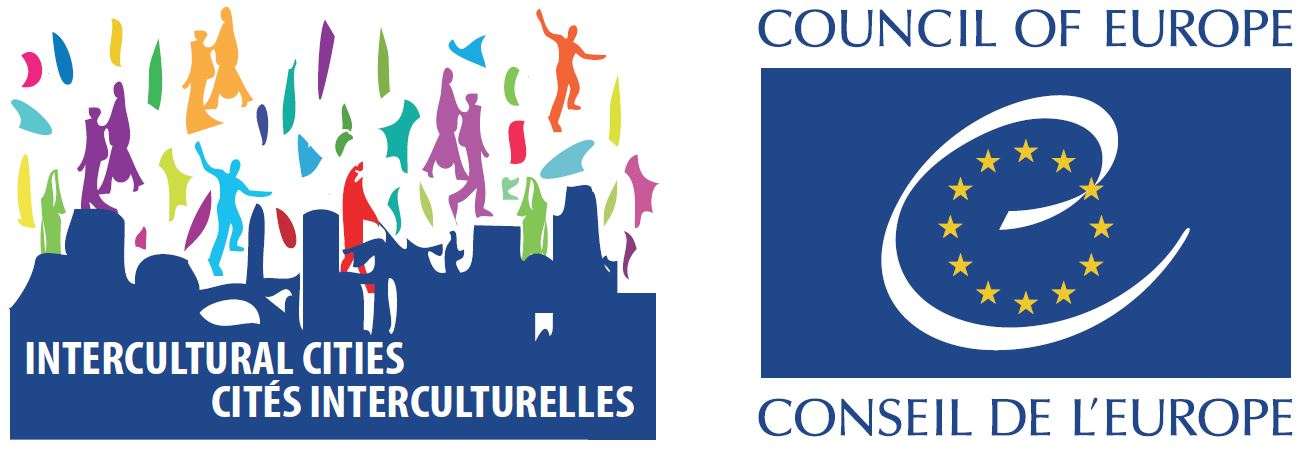 INTERCULTURAL CITIES
CITÉS INTERCULTURELLES
COUNCIL OF EUROPE
CONSEIL DE L'EUROPE